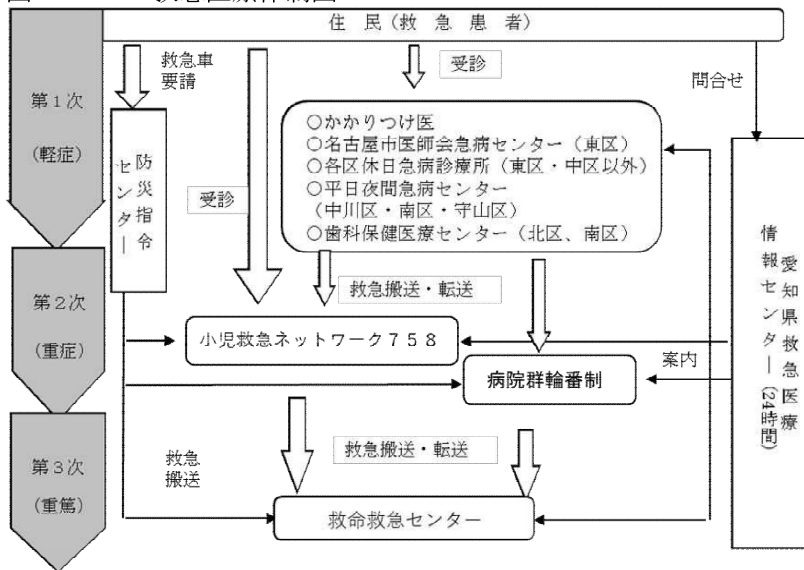 住 民(救 急 患 者)
救急車
要請
受診
問合せ
第１次
(軽症)
○かかりつけ医
○名古屋市医師会急病センター（東区）
○各区休日急病診療所（東区・中区以外）
○平日夜間急病センター
（中川区・南区・守山区）
○歯科保健医療センター（北区、南区）
防災指令
センター
受診
愛知県救急医療
情報センター(24時間)
救急搬送・転送
第２次
(重症)
小児救急ネットワーク７５８
病院群輪番制
案内
第３次
(重篤)
救急
搬送
救急搬送・転送
救命救急センター